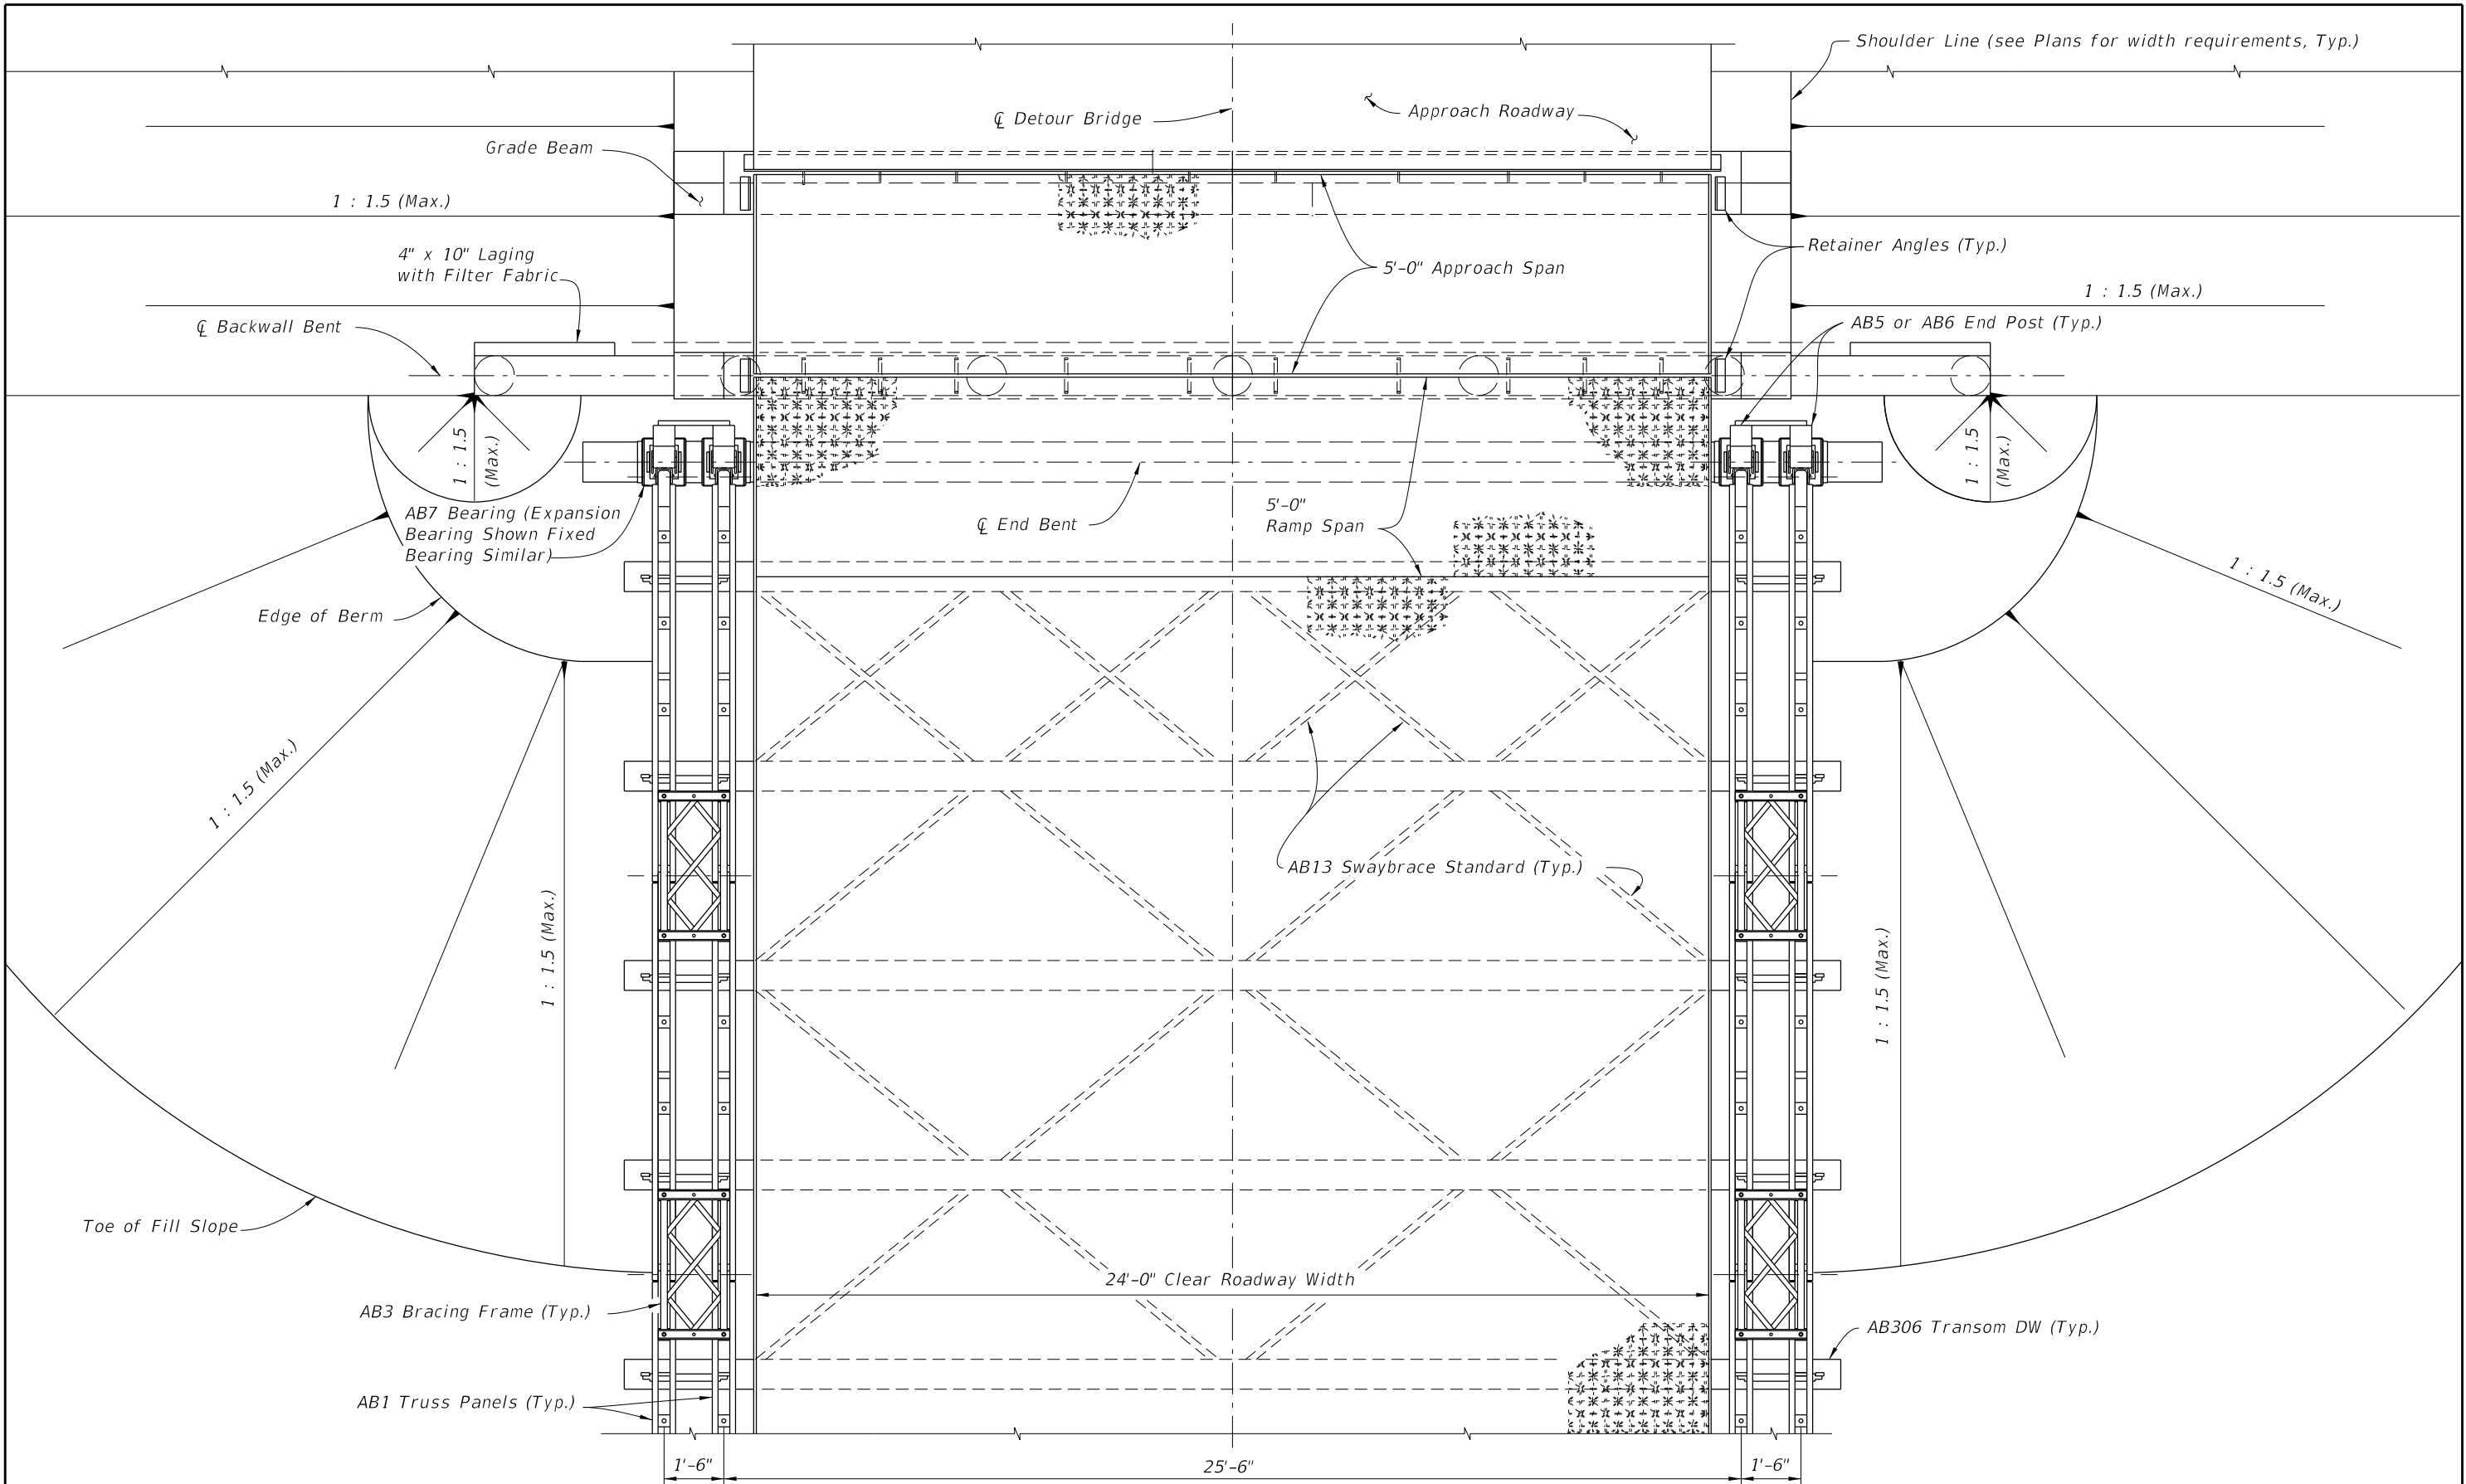 Shoulder Line (see Plans for width requirements, Typ.)
℄ Detour Bridge
Approach Roadway
Grade Beam
1 : 1.5 (Max.)
4" x 10" Laging
with Filter Fabric
Retainer Angles (Typ.)
5'-0" Approach Span
1 : 1.5 (Max.)
℄ Backwall Bent
AB5 or AB6 End Post (Typ.)
1 : 1.5
(Max.)
1 : 1.5
(Max.)
AB7 Bearing (Expansion
Bearing Shown Fixed
Bearing Similar)
℄ End Bent
5'-0"
Ramp Span
Edge of Berm
1 : 1.5 (Max.)
1 : 1.5 (Max.)
AB13 Swaybrace Standard (Typ.)
1 : 1.5 (Max.)
1 : 1.5 (Max.)
Toe of Fill Slope
24'-0" Clear Roadway Width
AB3 Bracing Frame (Typ.)
AB306 Transom DW (Typ.)
AB1 Truss Panels (Typ.)
1'-6"
25'-6"
1'-6"